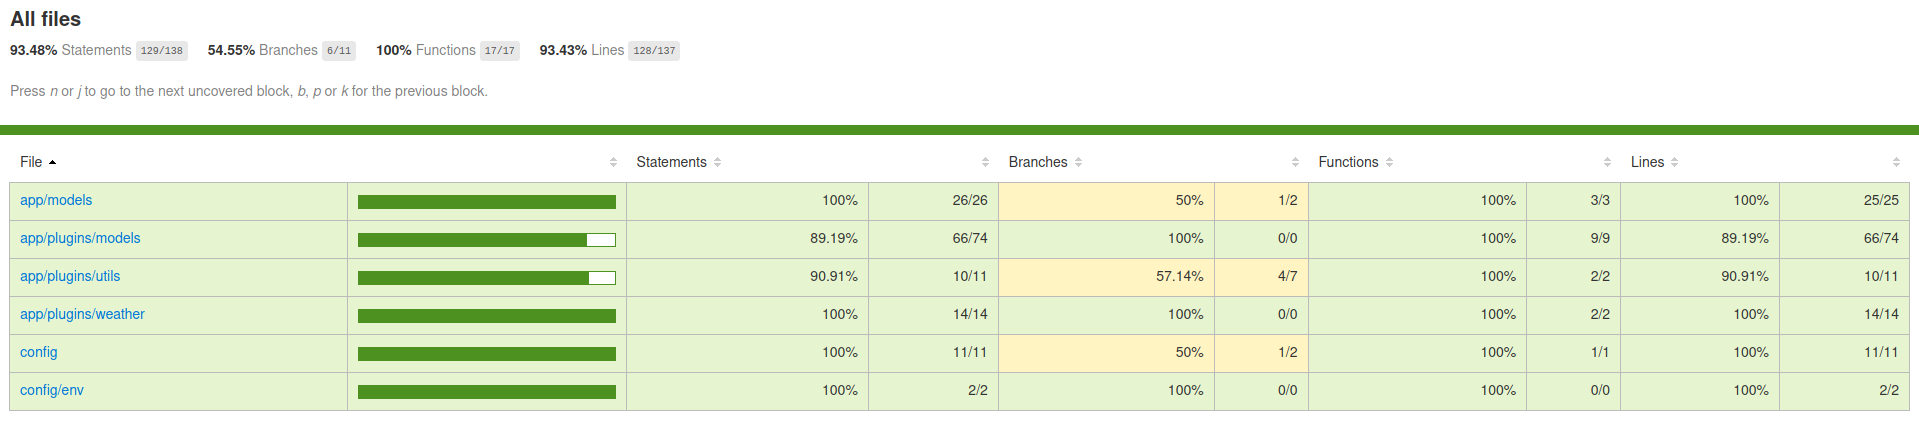 All files
93.48% Statements 129/138 54.55% Branches 6/11 100% Functions 17/17 93.43% Lines 128/137
Press n or j to go to the next uncovered block, b, p or k for the previous block.
File Statements Branches Functions Lines
app/models 100% 26/26 50% 1/2 100% 3/3 100% 25/25
app/plugins/models 89.19% 66/74 100% 0/0 100% 9/9 89.19% 66/74
app/plugins/utils 90.91% 10/11 57.14% 4/7 100% 2/2 90.91% 10/11
app/plugins/weather 100% 14/14 100% 0/0 100% 2/2 100% 14/14
config 100% 11/11 50% 1/2 100% 1/1 100% 11/11
config/env 100% 2/2 100% 0/0 100% 0/0 100% 2/2